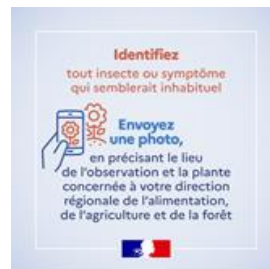 Identifiez
tout insecte ou symptôme
qui semblerait inhabituel
Envoyez
une photo,
en précisant le lieu
de l'observation et la plante
concernée à votre direction
régionale de l'alimentation,
de l'agriculture et de la forêt